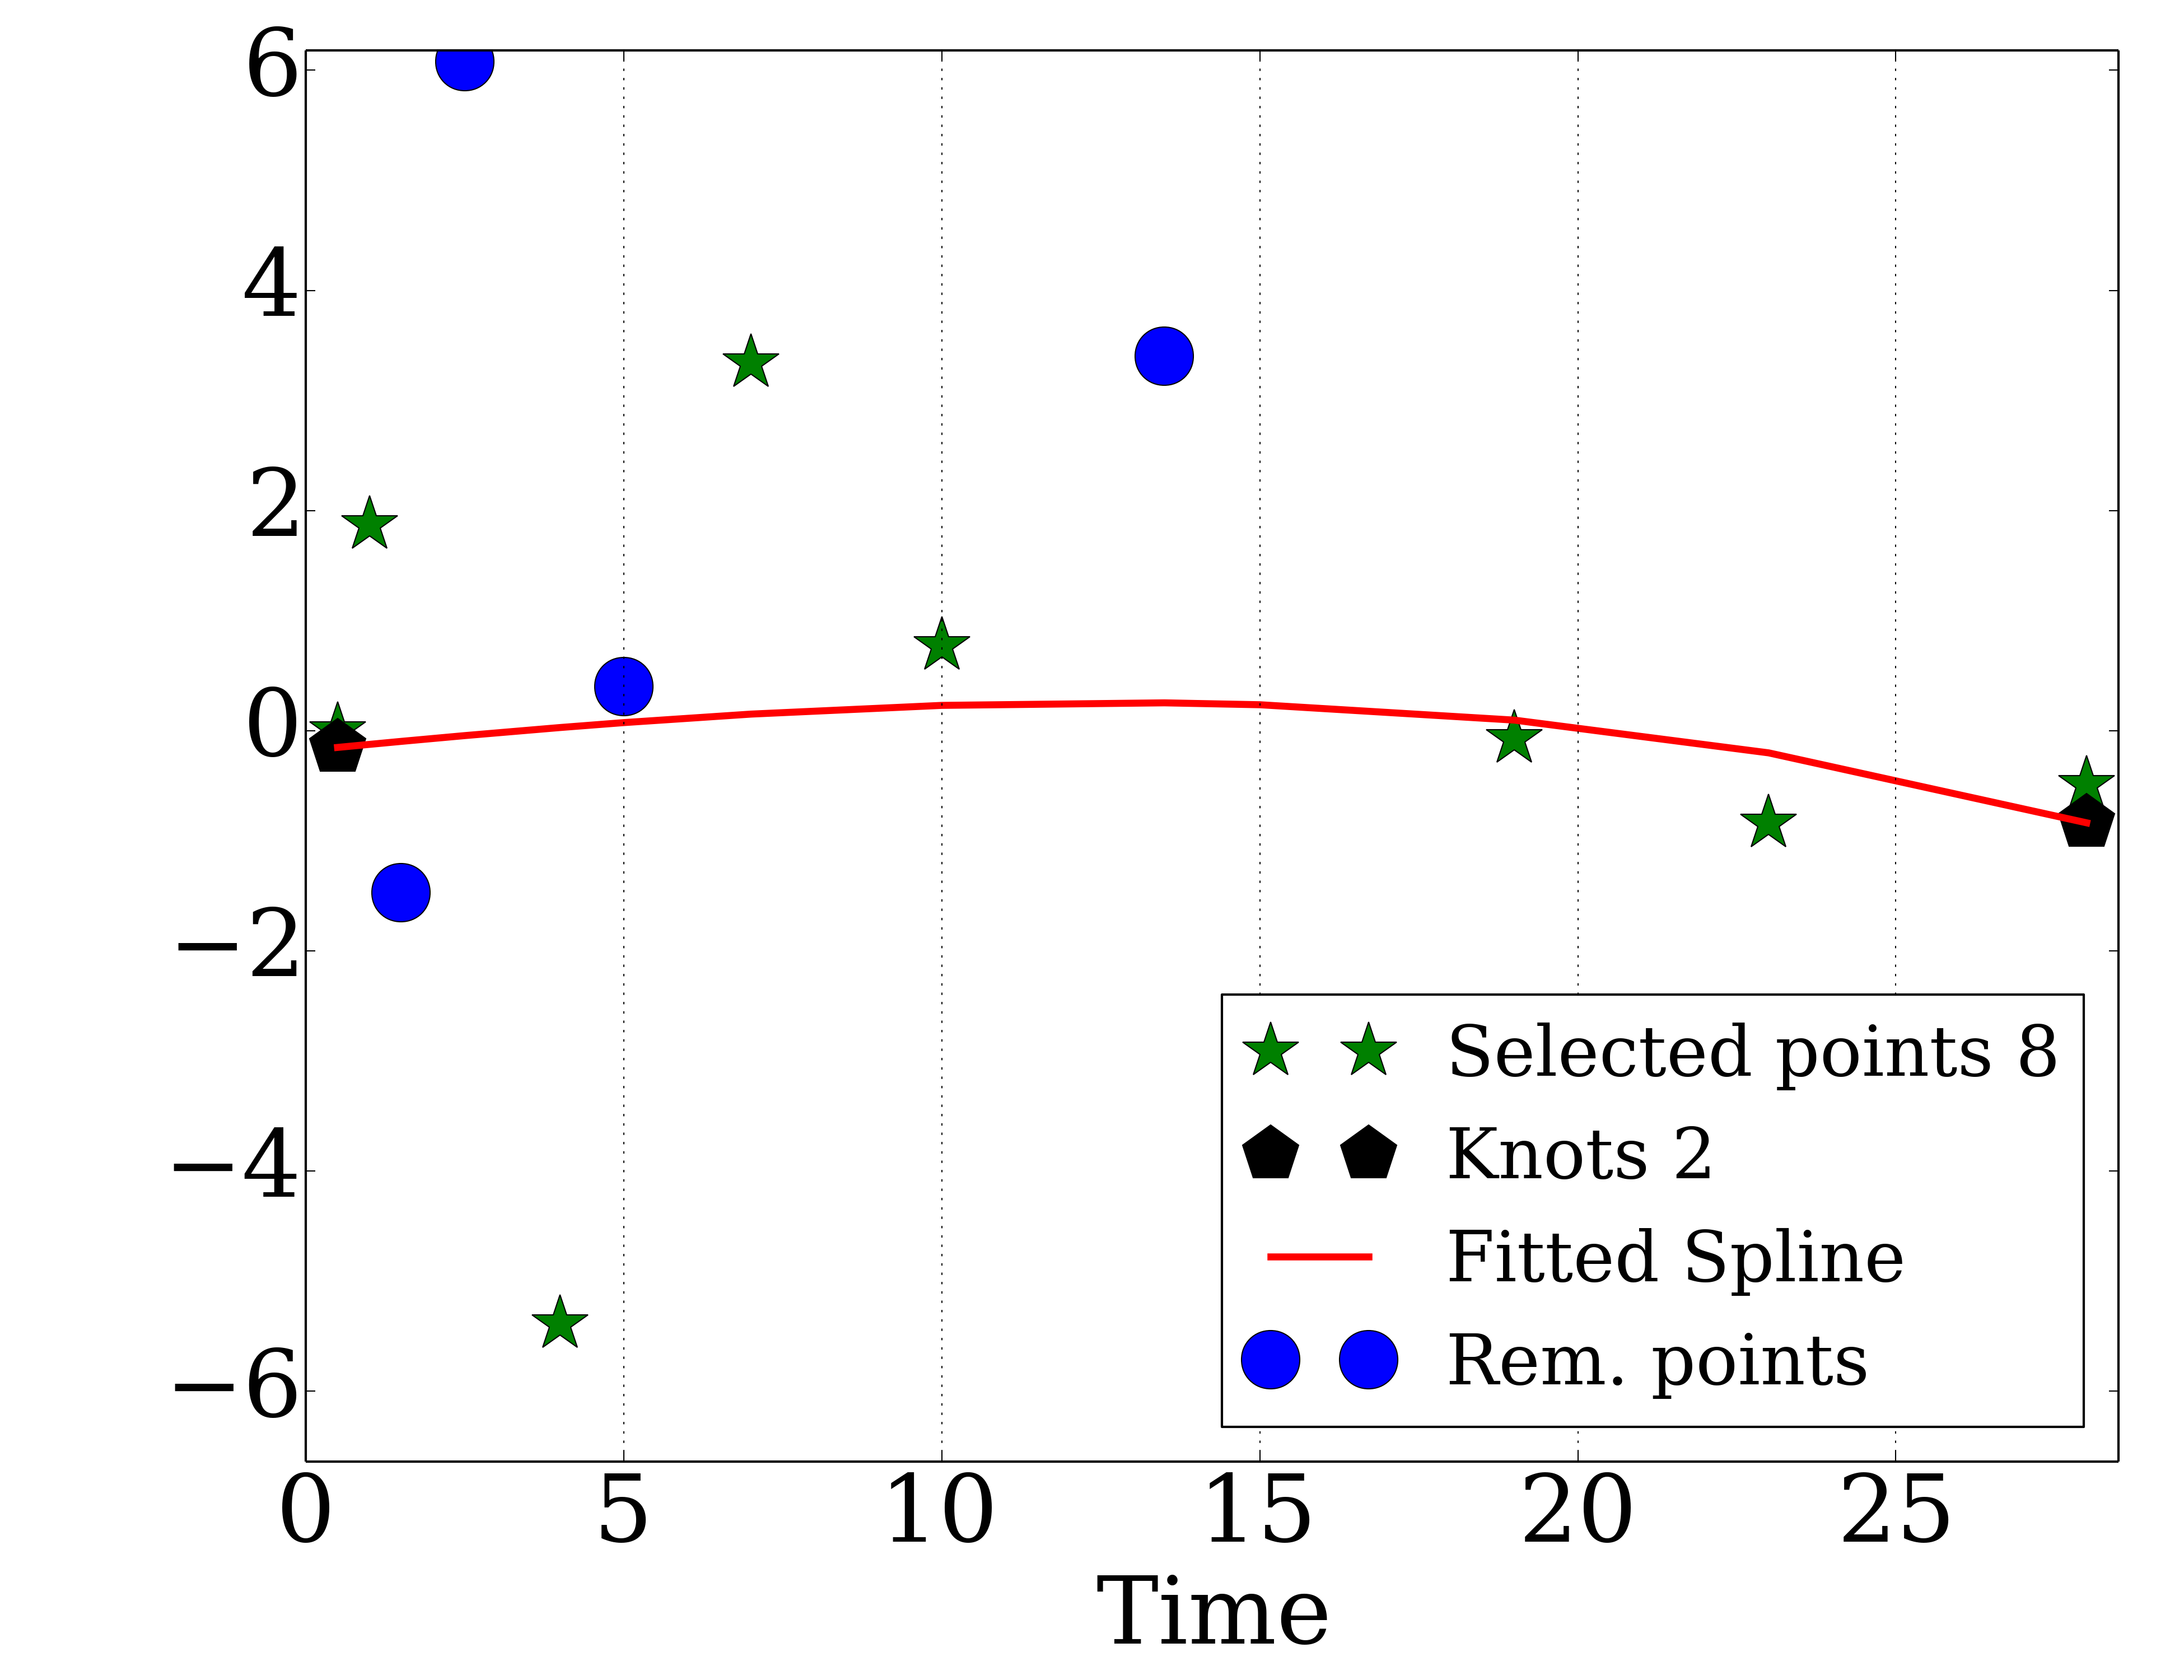 6
4
2
0
−2
−4
−6
Selected points 8
Knots 2
Fitted Spline
Rem. points
0 5 10 15 20 25
Time